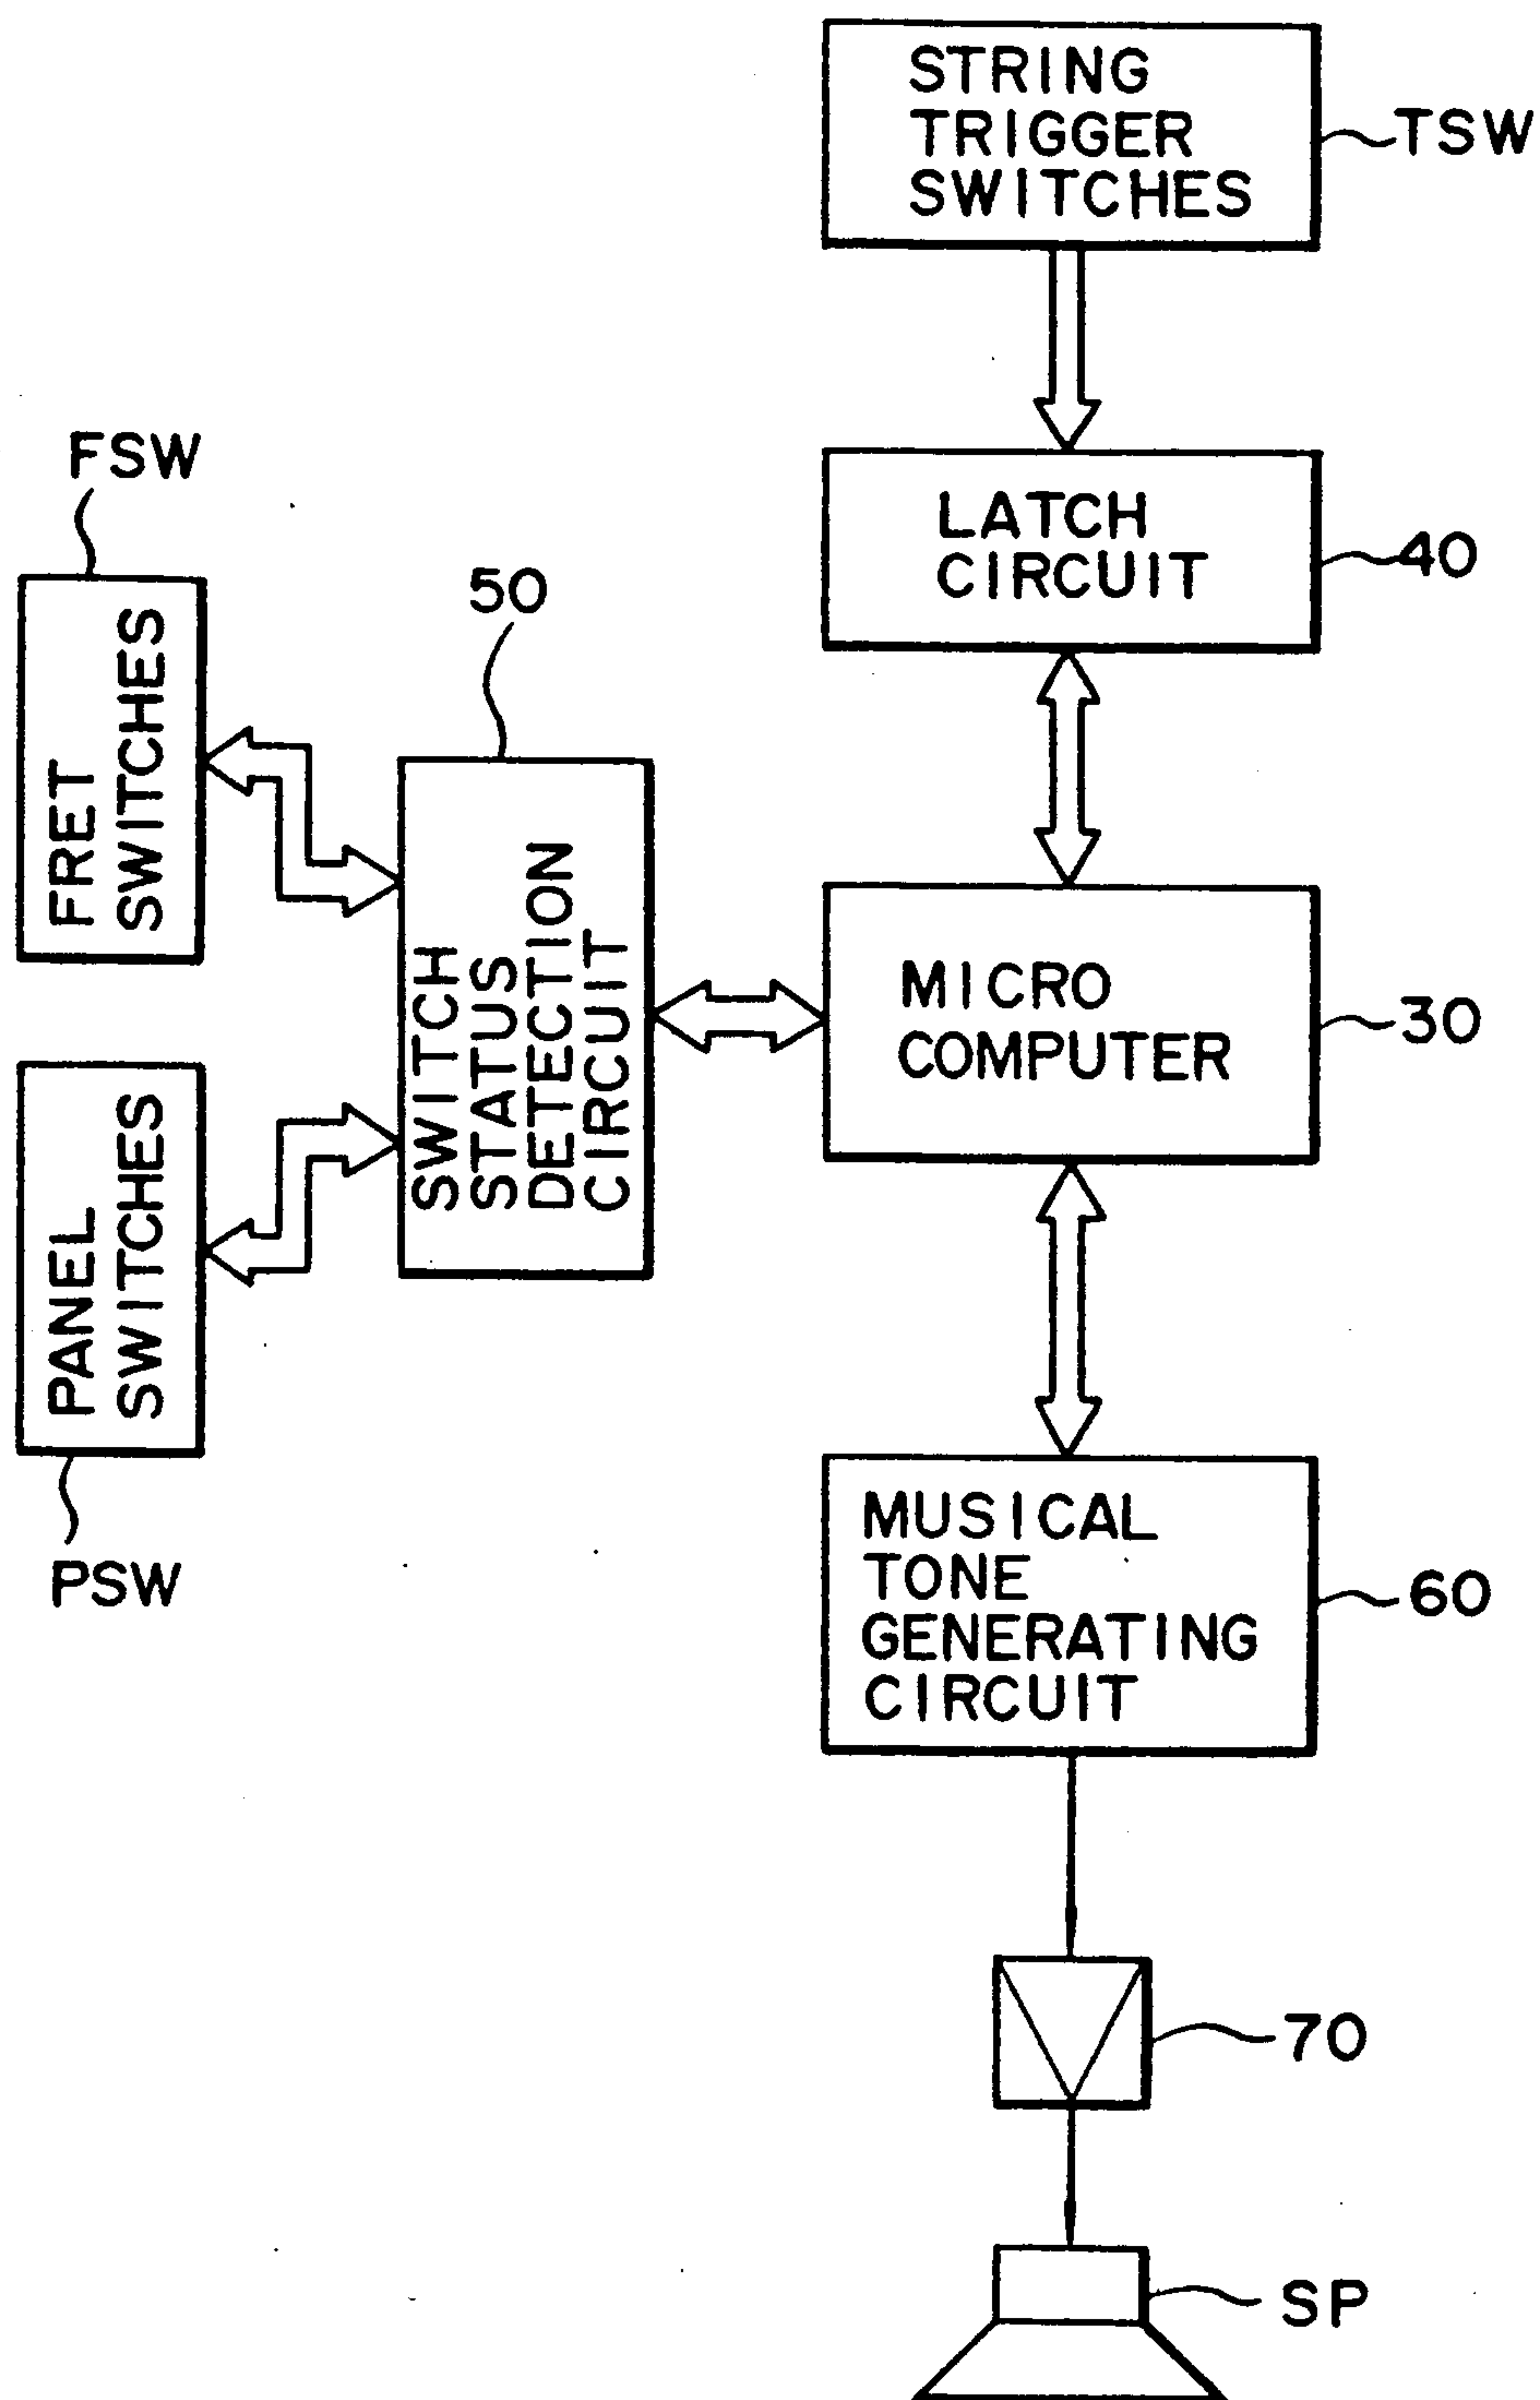 STRING
TRIGGER
SWITCHES
TSW
LATCH
CIRCUIT
40
FSW
FRET
SWITCHES
50
SWITCH
STATUS
DETECTION
CIRCUIT
MICRO
COMPUTER
30
PANEL
SWITCHES
PSW
MUSICAL
TONE
GENERATING
CIRCUIT
60
70
SP